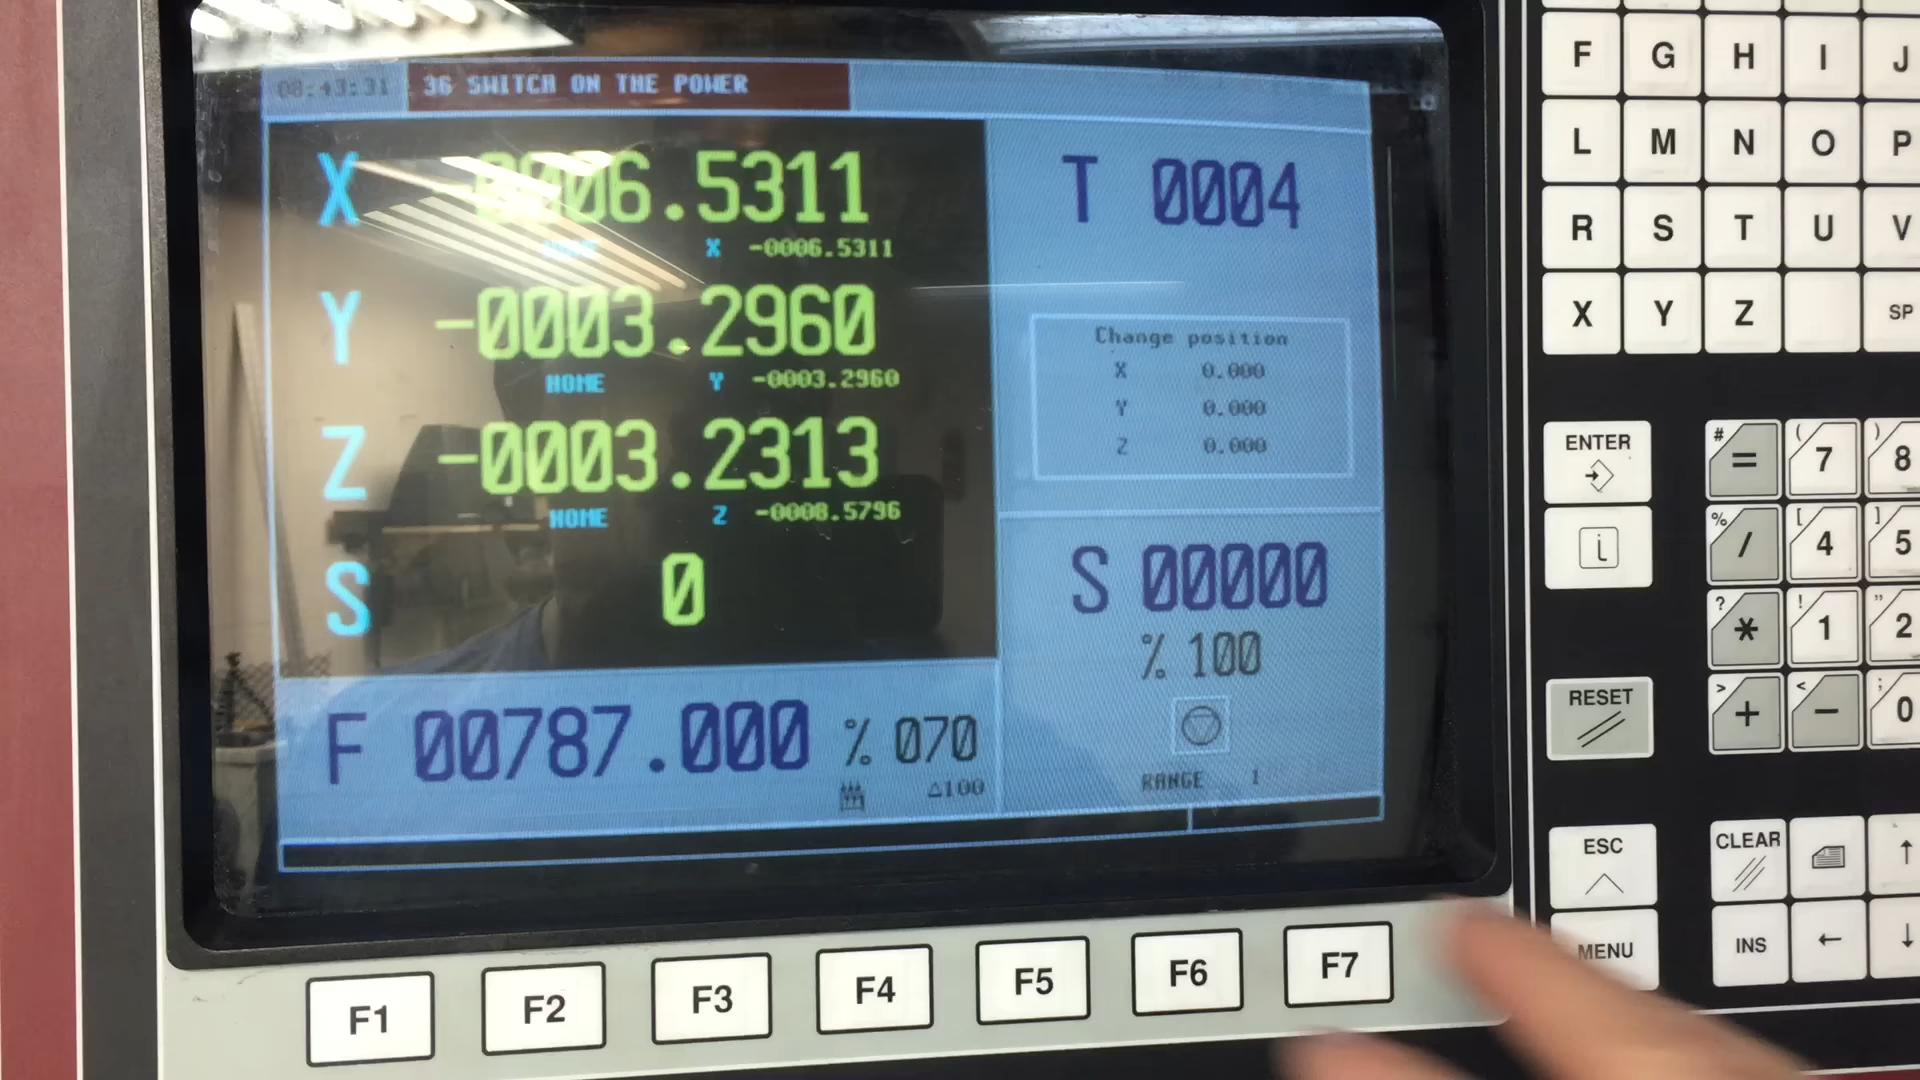 08:43:31 36 SWITCH ON THE POWER
X -0006.5311
X -0006.5311
Y -0003.2960
HOME Y -0003.2960
Z -0003.2313
HOME Z -0008.5796
S 0
F 00787.000 % 070
△100
T 0004
Change position
X 0.000
Y 0.000
Z 0.000
S 00000
% 100
RANGE 1
F1 F2 F3 F4 F5 F6 F7
F G H I J
L M N O P
R S T U V
X Y Z SP
ENTER
i
RESET
ESC
MENU
# = ( 7 ) 8
% / [ 4 ] 5
? * ! 1 " 2
> + < - ; 0
CLEAR ↑
INS ← ↓